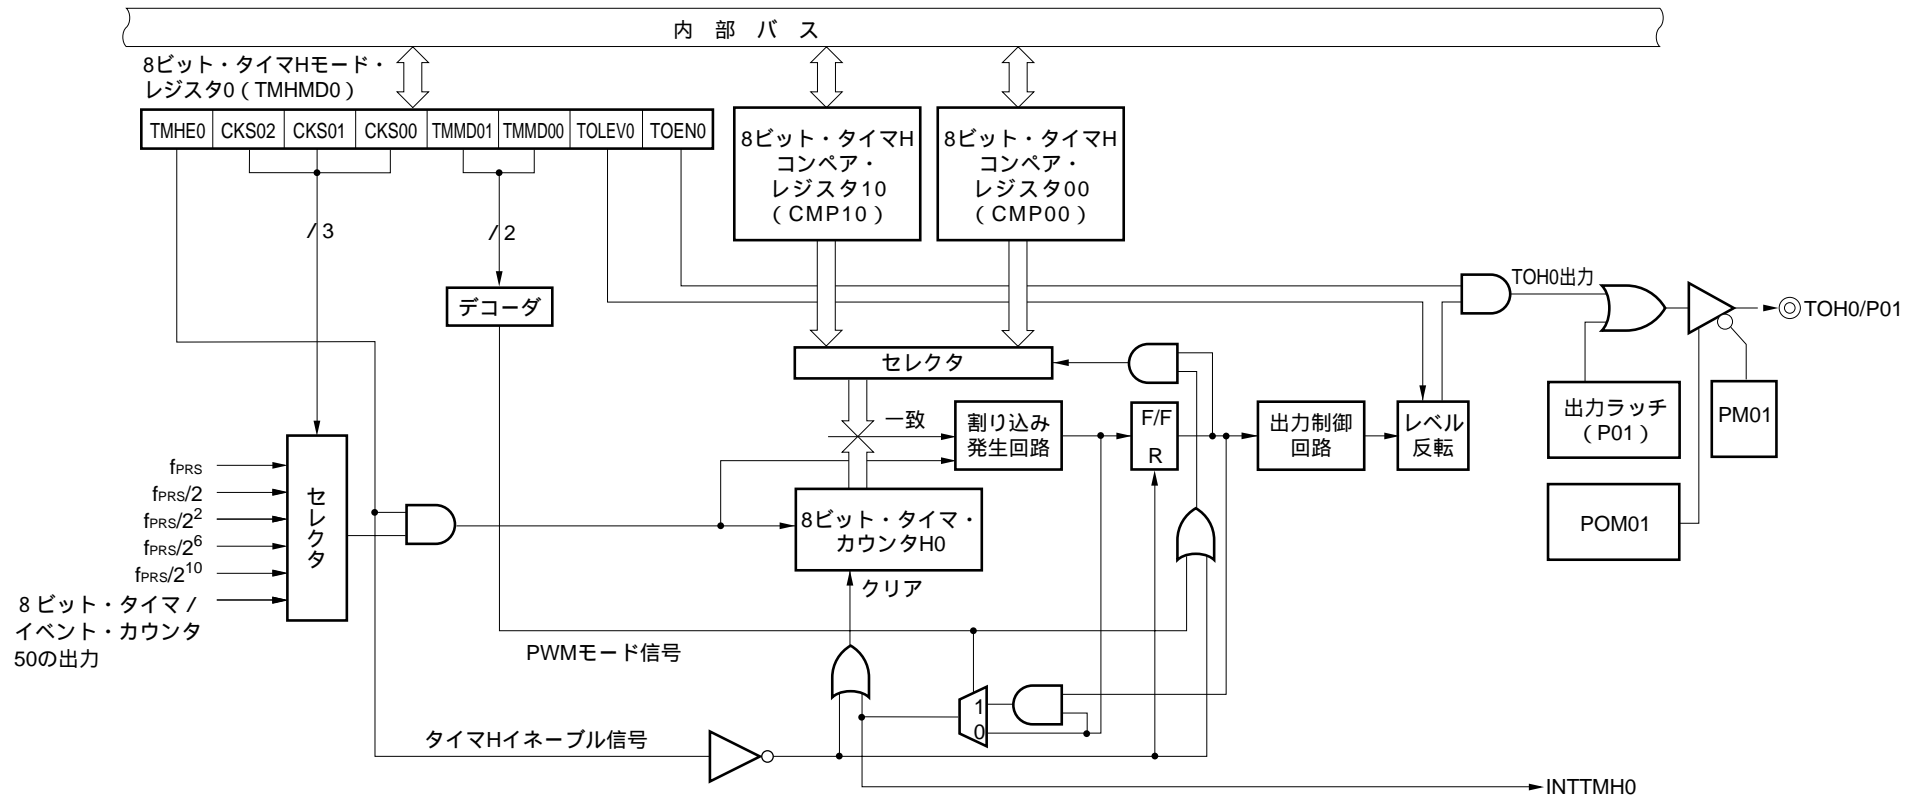 内 部 バ ス
8ビット・タイマHモード・
レジスタ0（TMHMD0）
TMHE0 CKS02 CKS01 CKS00 TMMD01 TMMD00 TOLEV0 TOEN0
8ビット・タイマH
コンペア・
レジスタ10
（CMP10）
8ビット・タイマH
コンペア・
レジスタ00
（CMP00）
/3
/2
デコーダ
TOH0出力
TOH0/P01
セレクタ
一致
割り込み
発生回路
F/F
R
出力制御
回路
レベル
反転
出力ラッチ
（P01）
PM01
POM01
fPRS
fPRS/2
fPRS/2²
fPRS/2⁶
fPRS/2¹⁰
8 ビット・タイマ /
イベント・カウンタ
50の出力
セレクタ
8ビット・タイマ・
カウンタH0
クリア
PWMモード信号
1
0
タイマHイネーブル信号
INTTMH0